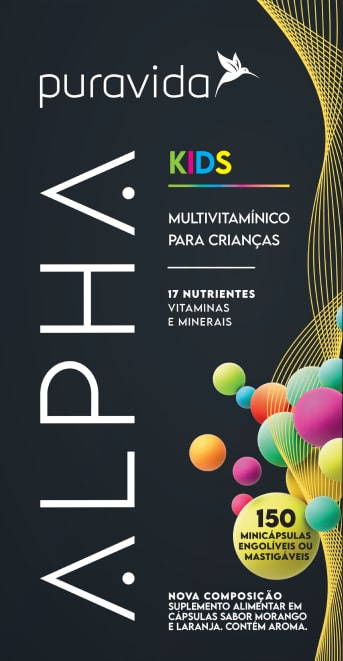 puravida
ALPHA
KIDS
MULTIVITAMÍNICO
PARA CRIANÇAS
17 NUTRIENTES
VITAMINAS
E MINERAIS
150
MINICÁPSULAS
ENGOLÍVEIS OU
MASTIGÁVEIS
NOVA COMPOSIÇÃO
SUPLEMENTO ALIMENTAR EM
CÁPSULAS SABOR MORANGO
E LARANJA. CONTÉM AROMA.